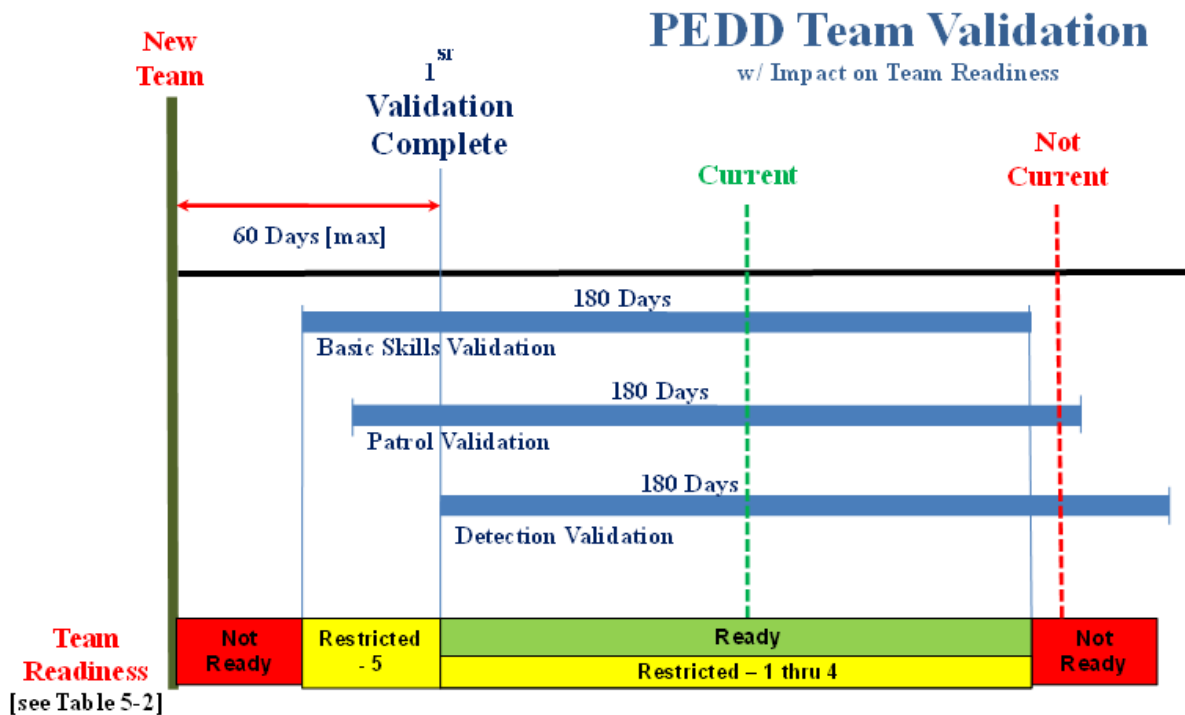 PEDD Team Validation
w/ Impact on Team Readiness
New
Team
1st
Validation
Complete
Current
Not
Current
60 Days [max]
180 Days
Basic Skills Validation
180 Days
Patrol Validation
180 Days
Detection Validation
Team
Readiness
[see Table 5-2]
Not
Ready
Restricted
- 5
Ready
Restricted – 1 thru 4
Not
Ready